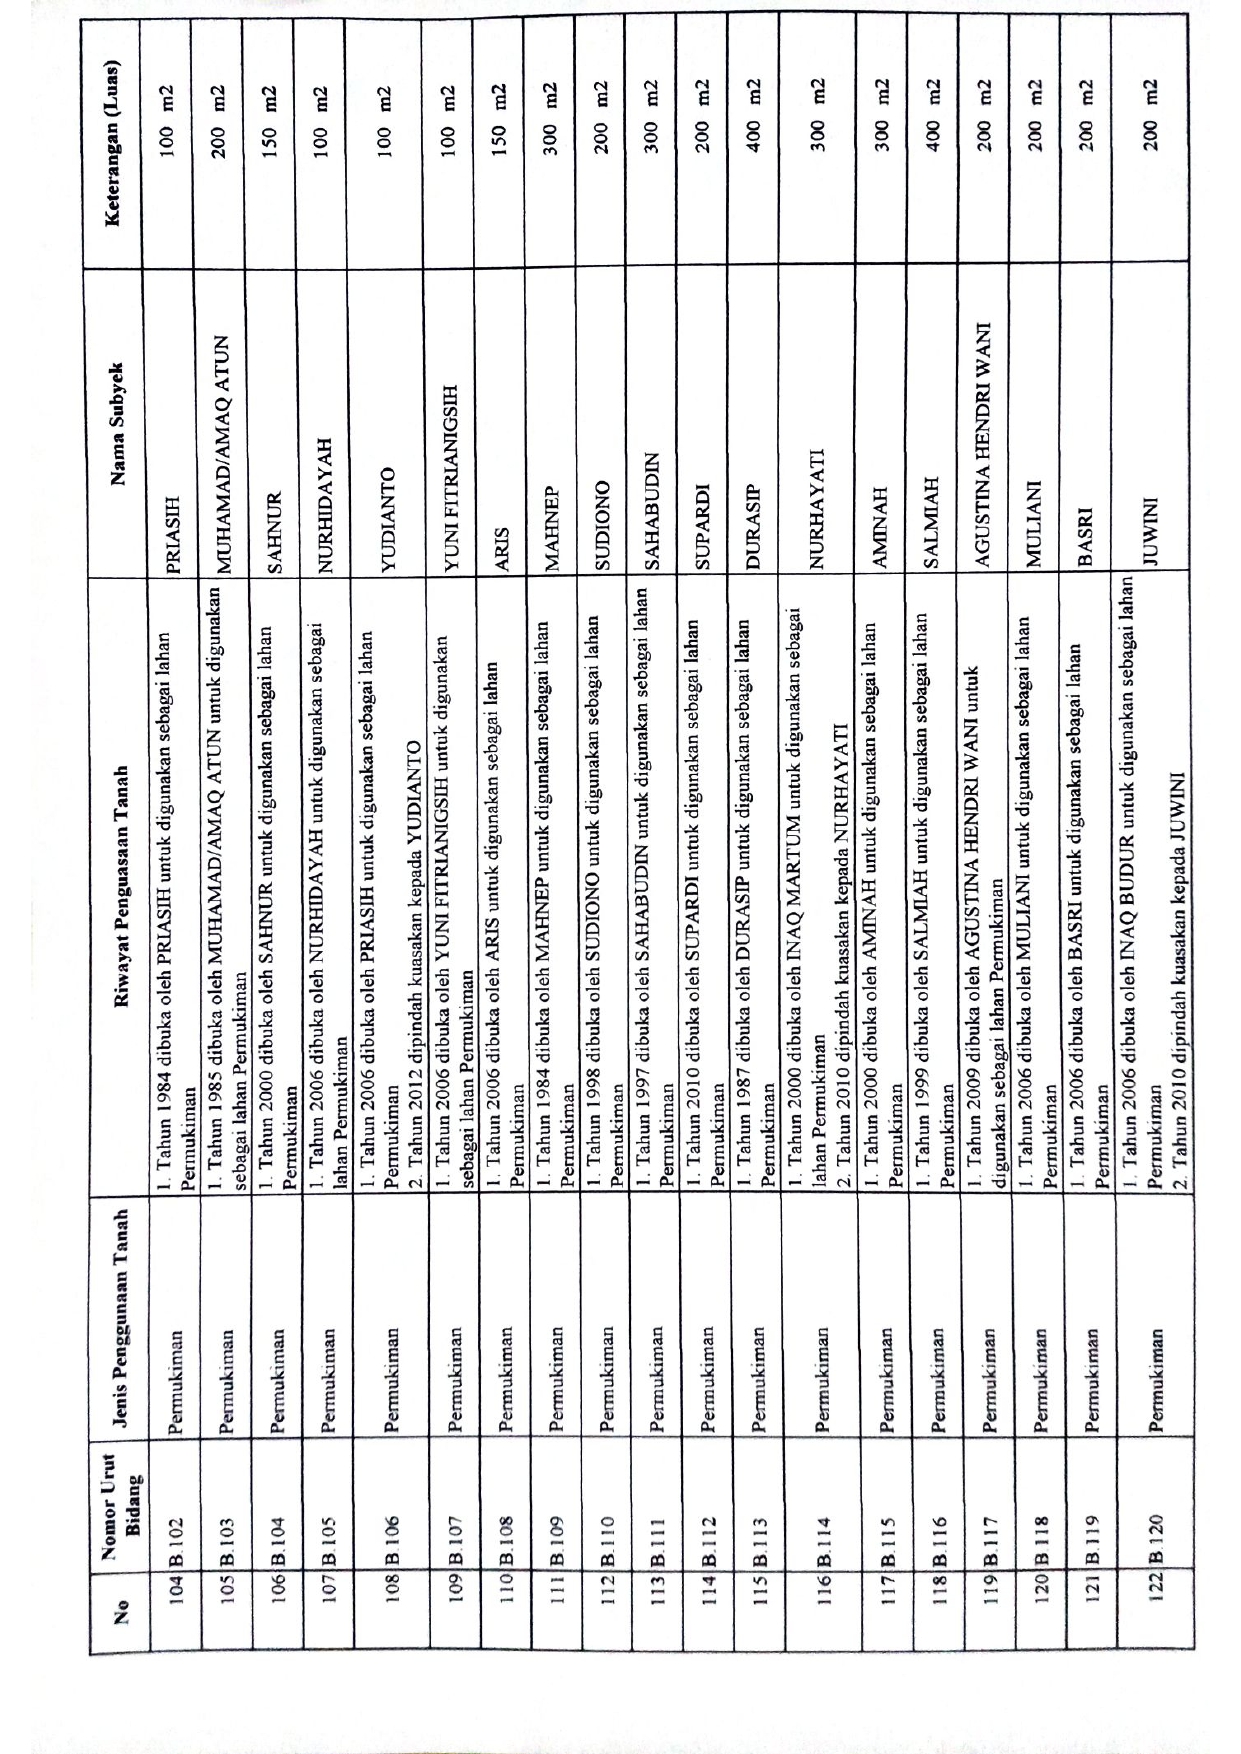 No
Nomor Urut
Bidang
Jenis Penggunaan Tanah
Riwayat Penguasaan Tanah
Nama Subyek
Keterangan (Luas)
104 B.102 Permukiman
1. Tahun 1984 dibuka oleh PRIASIH untuk digunakan sebagai lahan
Permukiman
PRIASIH 100 m2
105 B.103 Permukiman
1. Tahun 1985 dibuka oleh MUHAMAD/AMAQ ATUN untuk digunakan
sebagai lahan Permukiman
MUHAMAD/AMAQ ATUN 200 m2
106 B.104 Permukiman
1. Tahun 2000 dibuka oleh SAHNUR untuk digunakan sebagai lahan
Permukiman
SAHNUR 150 m2
107 B.105 Permukiman
1. Tahun 2006 dibuka oleh NURHIDAYAH untuk digunakan sebagai
lahan Permukiman
NURHIDAYAH 100 m2
108 B.106 Permukiman
1. Tahun 2006 dibuka oleh PRIASIH untuk digunakan sebagai lahan
Permukiman
2. Tahun 2012 dipindah kuasakan kepada YUDIANTO
YUDIANTO 100 m2
109 B.107 Permukiman
1. Tahun 2006 dibuka oleh YUNI FITRIANIGSIH untuk digunakan
sebagai lahan Permukiman
YUNI FITRIANIGSIH 100 m2
110 B.108 Permukiman
1. Tahun 2006 dibuka oleh ARIS untuk digunakan sebagai lahan
Permukiman
ARIS 150 m2
111 B.109 Permukiman
1. Tahun 1984 dibuka oleh MAHNEP untuk digunakan sebagai lahan
Permukiman
MAHNEP 300 m2
112 B.110 Permukiman
1. Tahun 1998 dibuka oleh SUDIONO untuk digunakan sebagai lahan
Permukiman
SUDIONO 200 m2
113 B.111 Permukiman
1. Tahun 1997 dibuka oleh SAHABUDIN untuk digunakan sebagai lahan
Permukiman
SAHABUDIN 300 m2
114 B.112 Permukiman
1. Tahun 2010 dibuka oleh SUPARDI untuk digunakan sebagai lahan
Permukiman
SUPARDI 200 m2
115 B.113 Permukiman
1. Tahun 1987 dibuka oleh DURASIP untuk digunakan sebagai lahan
Permukiman
DURASIP 400 m2
116 B.114 Permukiman
1. Tahun 2000 dibuka oleh INAQ MARTUM untuk digunakan sebagai
lahan Permukiman
2. Tahun 2010 dipindah kuasakan kepada NURHAYATI
NURHAYATI 300 m2
117 B.115 Permukiman
1. Tahun 2000 dibuka oleh AMINAH untuk digunakan sebagai lahan
Permukiman
AMINAH 300 m2
118 B.116 Permukiman
1. Tahun 1999 dibuka oleh SALMIAH untuk digunakan sebagai lahan
Permukiman
SALMIAH 400 m2
119 B.117 Permukiman
1. Tahun 2009 dibuka oleh AGUSTINA HENDRI WANI untuk
digunakan sebagai lahan Permukiman
AGUSTINA HENDRI WANI 200 m2
120 B.118 Permukiman
1. Tahun 2006 dibuka oleh MULIANI untuk digunakan sebagai lahan
Permukiman
MULIANI 200 m2
121 B.119 Permukiman
1. Tahun 2006 dibuka oleh BASRI untuk digunakan sebagai lahan
Permukiman
BASRI 200 m2
122 B.120 Permukiman
1. Tahun 2006 dibuka oleh INAQ BUDUR untuk digunakan sebagai lahan
Permukiman
2. Tahun 2010 dipindah kuasakan kepada JUWINI
JUWINI 200 m2